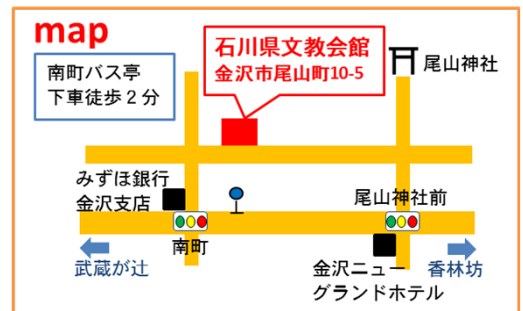 map
石川県文教会館
金沢市尾山町10-5
尾山神社
南町バス亭
下車徒歩２分
みずほ銀行
金沢支店
尾山神社前
南町
武蔵が辻
金沢ニュー
グランドホテル
香林坊